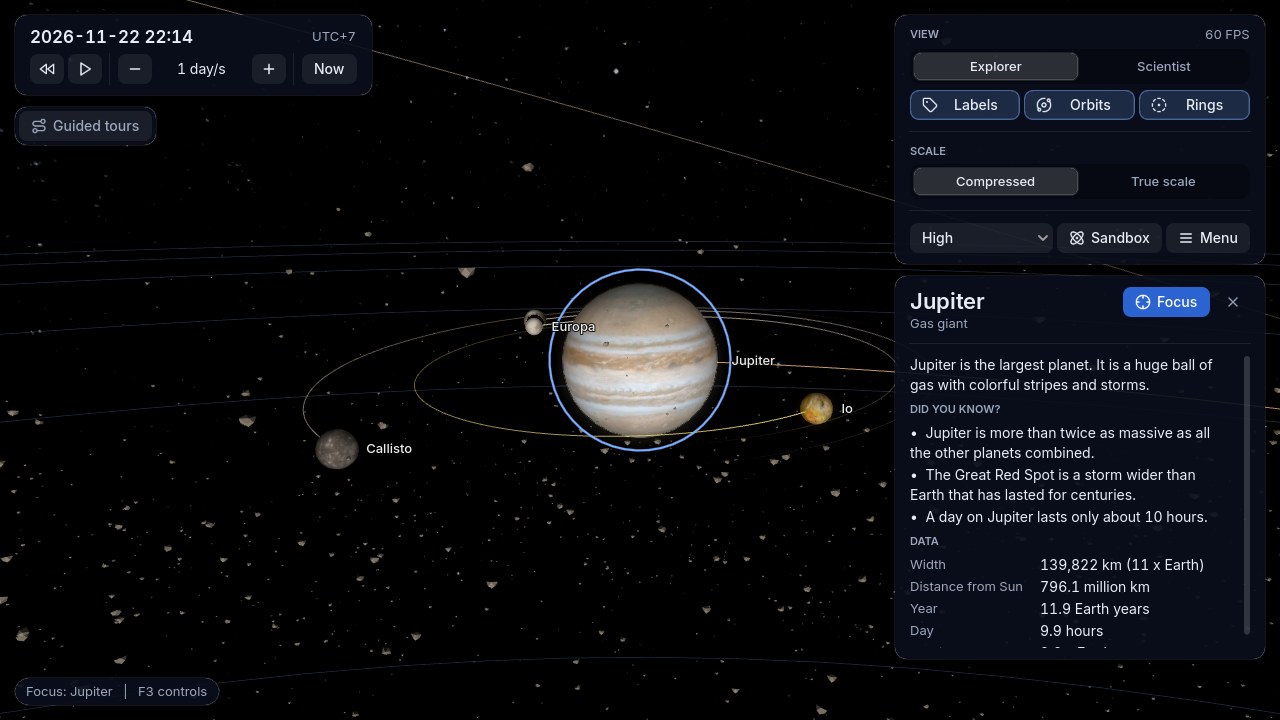 2026-11-22 22:14
UTC+7
1 day/s
Now
Guided tours
VIEW
60 FPS
Explorer
Scientist
Labels
Orbits
Rings
SCALE
Compressed
True scale
High
Sandbox
Menu
Europa
Jupiter
Io
Callisto
Jupiter
Focus
Gas giant
Jupiter is the largest planet. It is a huge ball of
gas with colorful stripes and storms.
DID YOU KNOW?
• Jupiter is more than twice as massive as all
the other planets combined.
• The Great Red Spot is a storm wider than
Earth that has lasted for centuries.
• A day on Jupiter lasts only about 10 hours.
DATA
Width 139,822 km (11 x Earth)
Distance from Sun 796.1 million km
Year 11.9 Earth years
Day 9.9 hours
Focus: Jupiter | F3 controls